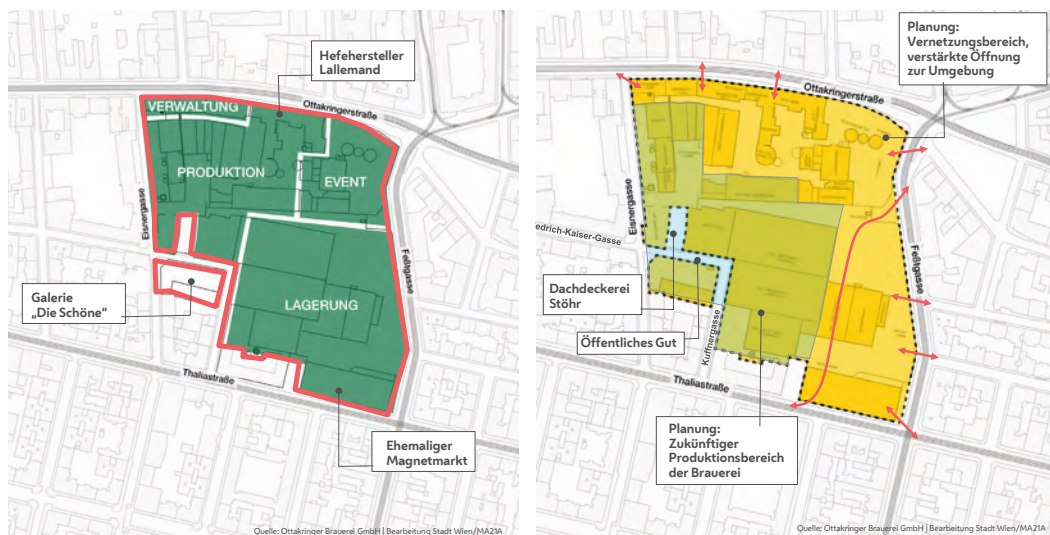 Hefehersteller
Lallemand
VERWALTUNG
Ottakringerstraße
PRODUKTION
EVENT
Eisnergasse
Feßtgasse
LAGERUNG
Galerie
„Die Schöne“
Thaliastraße
Ehemaliger
Magnetmarkt
Quelle: Ottakringer Brauerei GmbH | Bearbeitung Stadt Wien/MA21A
Planung:
Vernetzungsbereich,
verstärkte Öffnung
zur Umgebung
Ottakringerstraße
Eisnergasse
edrich-Kaiser-Gasse
Feßtgasse
Dachdeckerei
Stöhr
Öffentliches Gut
Kuffnergasse
Thaliastraße
Planung:
Zukünftiger
Produktionsbereich
der Brauerei
Quelle: Ottakringer Brauerei GmbH | Bearbeitung Stadt Wien/MA21A